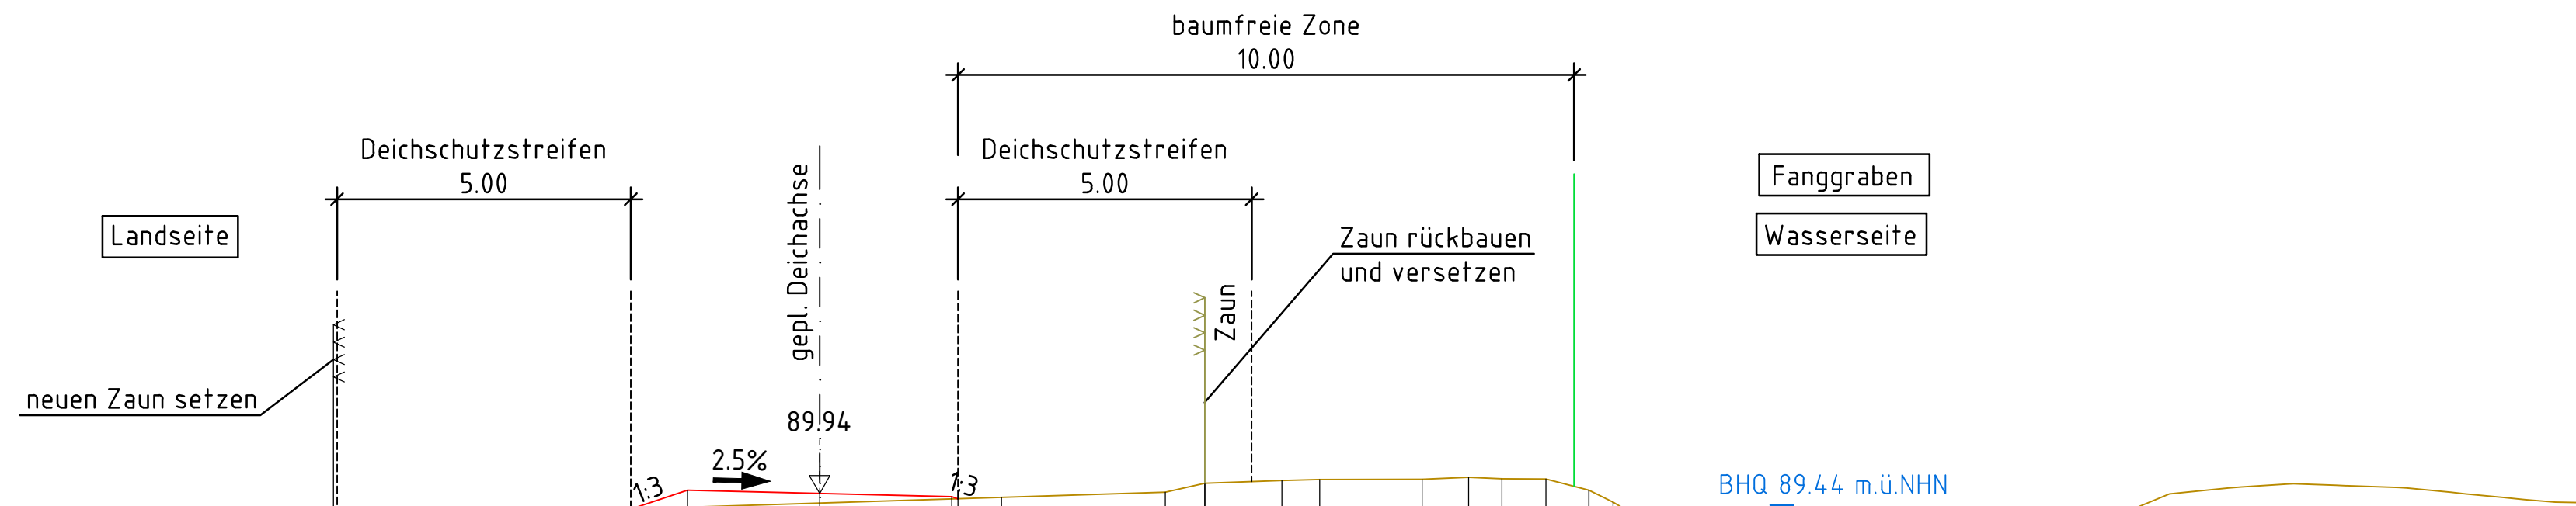 baumfreie Zone
10.00
Deichschutzstreifen
5.00
Deichschutzstreifen
5.00
Fanggraben
Landseite
gepl. Deichachse
Zaun rückbauen
und versetzen
Wasserseite
Zaun
neuen Zaun setzen
89.94
2.5%
1:3
1:3
BHQ 89.44 m.ü.NHN